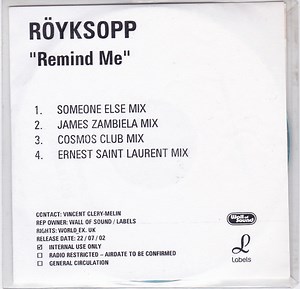 RÖYKSOPP
"Remind Me"
1. SOMEONE ELSE MIX
2. JAMES ZAMBIELA MIX
3. COSMOS CLUB MIX
4. ERNEST SAINT LAURENT MIX
CONTACT: VINCENT CLERY-MELIN
REP OWNER: WALL OF SOUND / LABELS
RIGHTS: WORLD EX. UK
RELEASE DATE: 22 / 07 / 02
☑ INTERNAL USE ONLY
☐ RADIO RESTRICTED – AIRDATE TO BE CONFIRMED
☐ GENERAL CIRCULATION
Wall of Sound
L
Labels